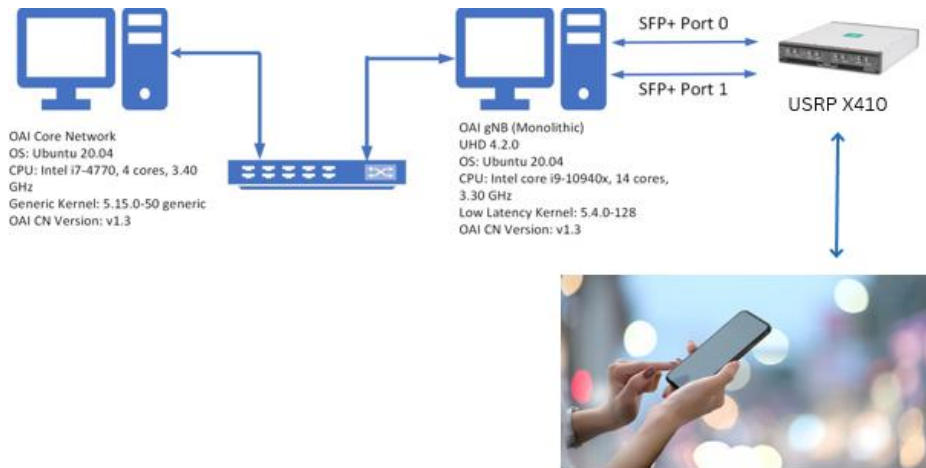 SFP+ Port 0
SFP+ Port 1
USRP X410
OAI Core Network
OS: Ubuntu 20.04
CPU: Intel i7-4770, 4 cores, 3.40
GHz
Generic Kernel: 5.15.0-50 generic
OAI CN Version: v1.3
OAI gNB (Monolithic)
UHD 4.2.0
OS: Ubuntu 20.04
CPU: Intel core i9-10940x, 14 cores,
3.30 GHz
Low Latency Kernel: 5.4.0-128
OAI CN Version: v1.3